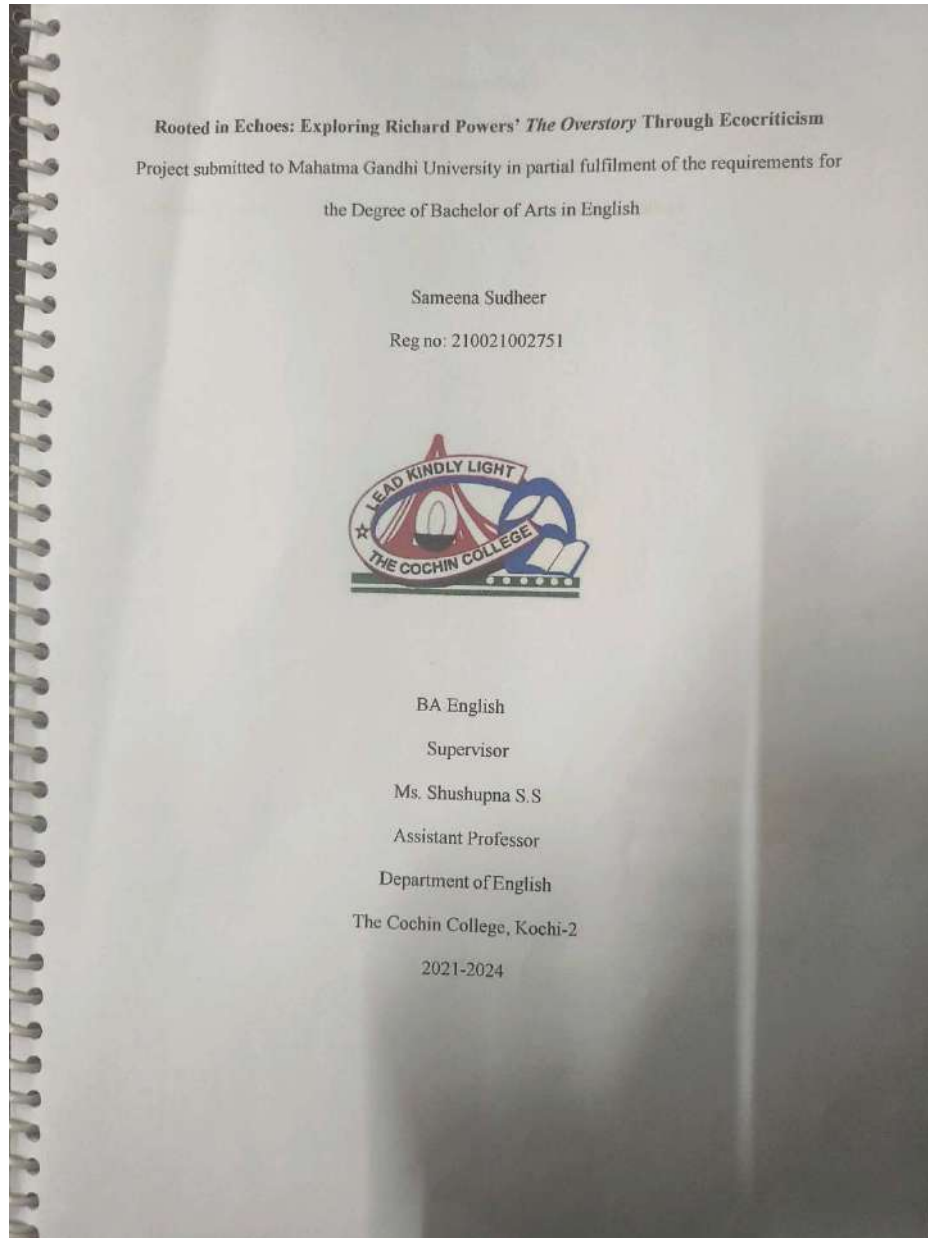 Rooted in Echoes: Exploring Richard Powers' The Overstory Through Ecocriticism
Project submitted to Mahatma Gandhi University in partial fulfilment of the requirements for
the Degree of Bachelor of Arts in English
Sameena Sudheer
Reg no: 210021002751
LEAD KINDLY LIGHT
THE COCHIN COLLEGE
BA English
Supervisor
Ms. Shushupna S.S
Assistant Professor
Department of English
The Cochin College, Kochi-2
2021-2024